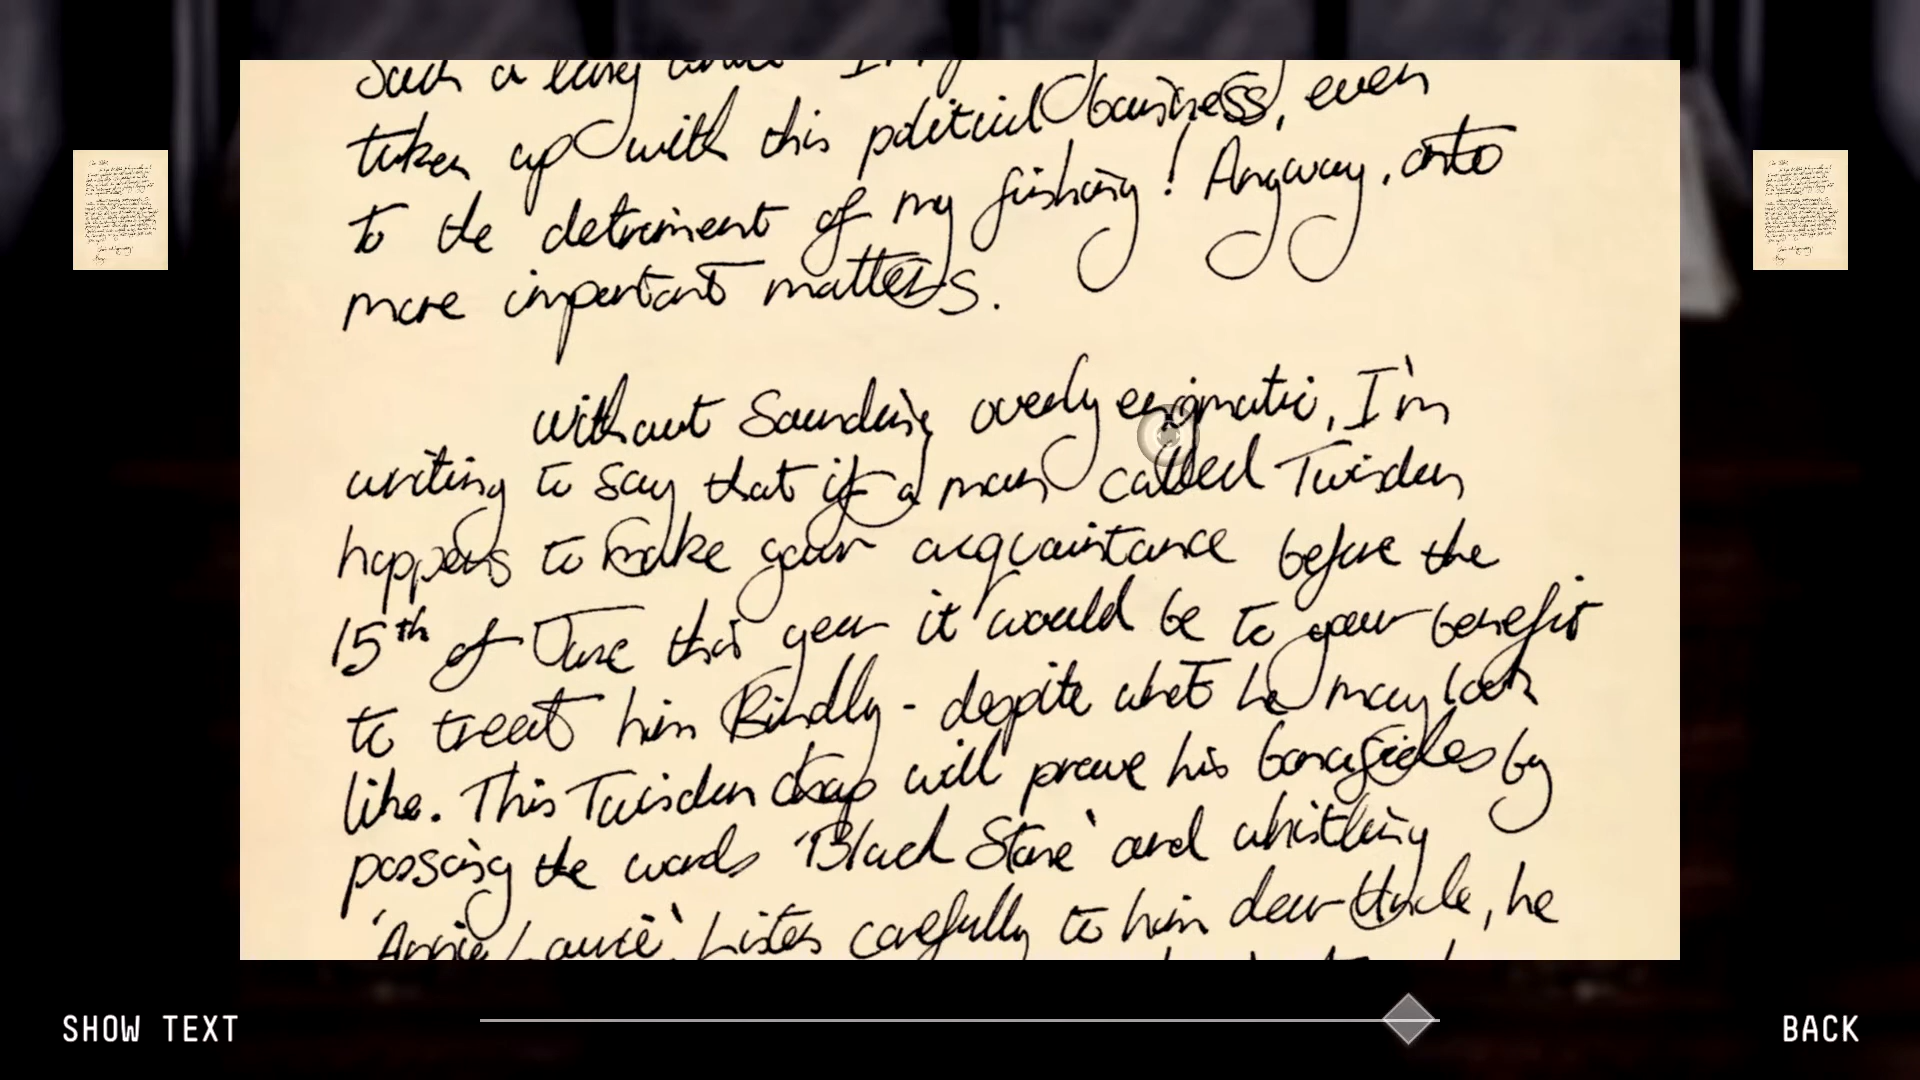 Such a long
taken up with this political business, even
to the detriment of my fishing! Anyway, onto
more important matters.
Without Sounding overly enigmatic, I'm
writing to say that if a man called Twisden
happens to make your acquaintance before the
15th of June this year it would be to your benefit
to treat him kindly - despite what he may look
like. This Twisden chap will prove his bonafides by
passing the words 'Black Stone' and whistling
'Annie Laurie'. Listen carefully to him dear Uncle, he
SHOW TEXT
BACK